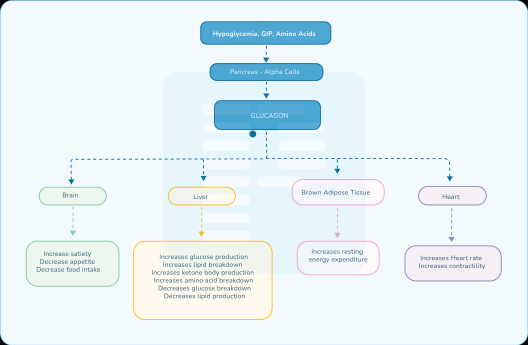 Hypoglycemia, GIP, Amino Acids
Pancreas - Alpha Cells
GLUCAGON
Brain
Liver
Brown Adipose Tissue
Heart
Increase satiety
Decrease appetite
Decrease food intake
Increases glucose production
Increases lipid breakdown
Increases ketone body production
Increases amino acid breakdown
Decreases glucose breakdown
Decreases lipid production
Increases resting
energy expenditure
Increases Heart rate
Increases contractility